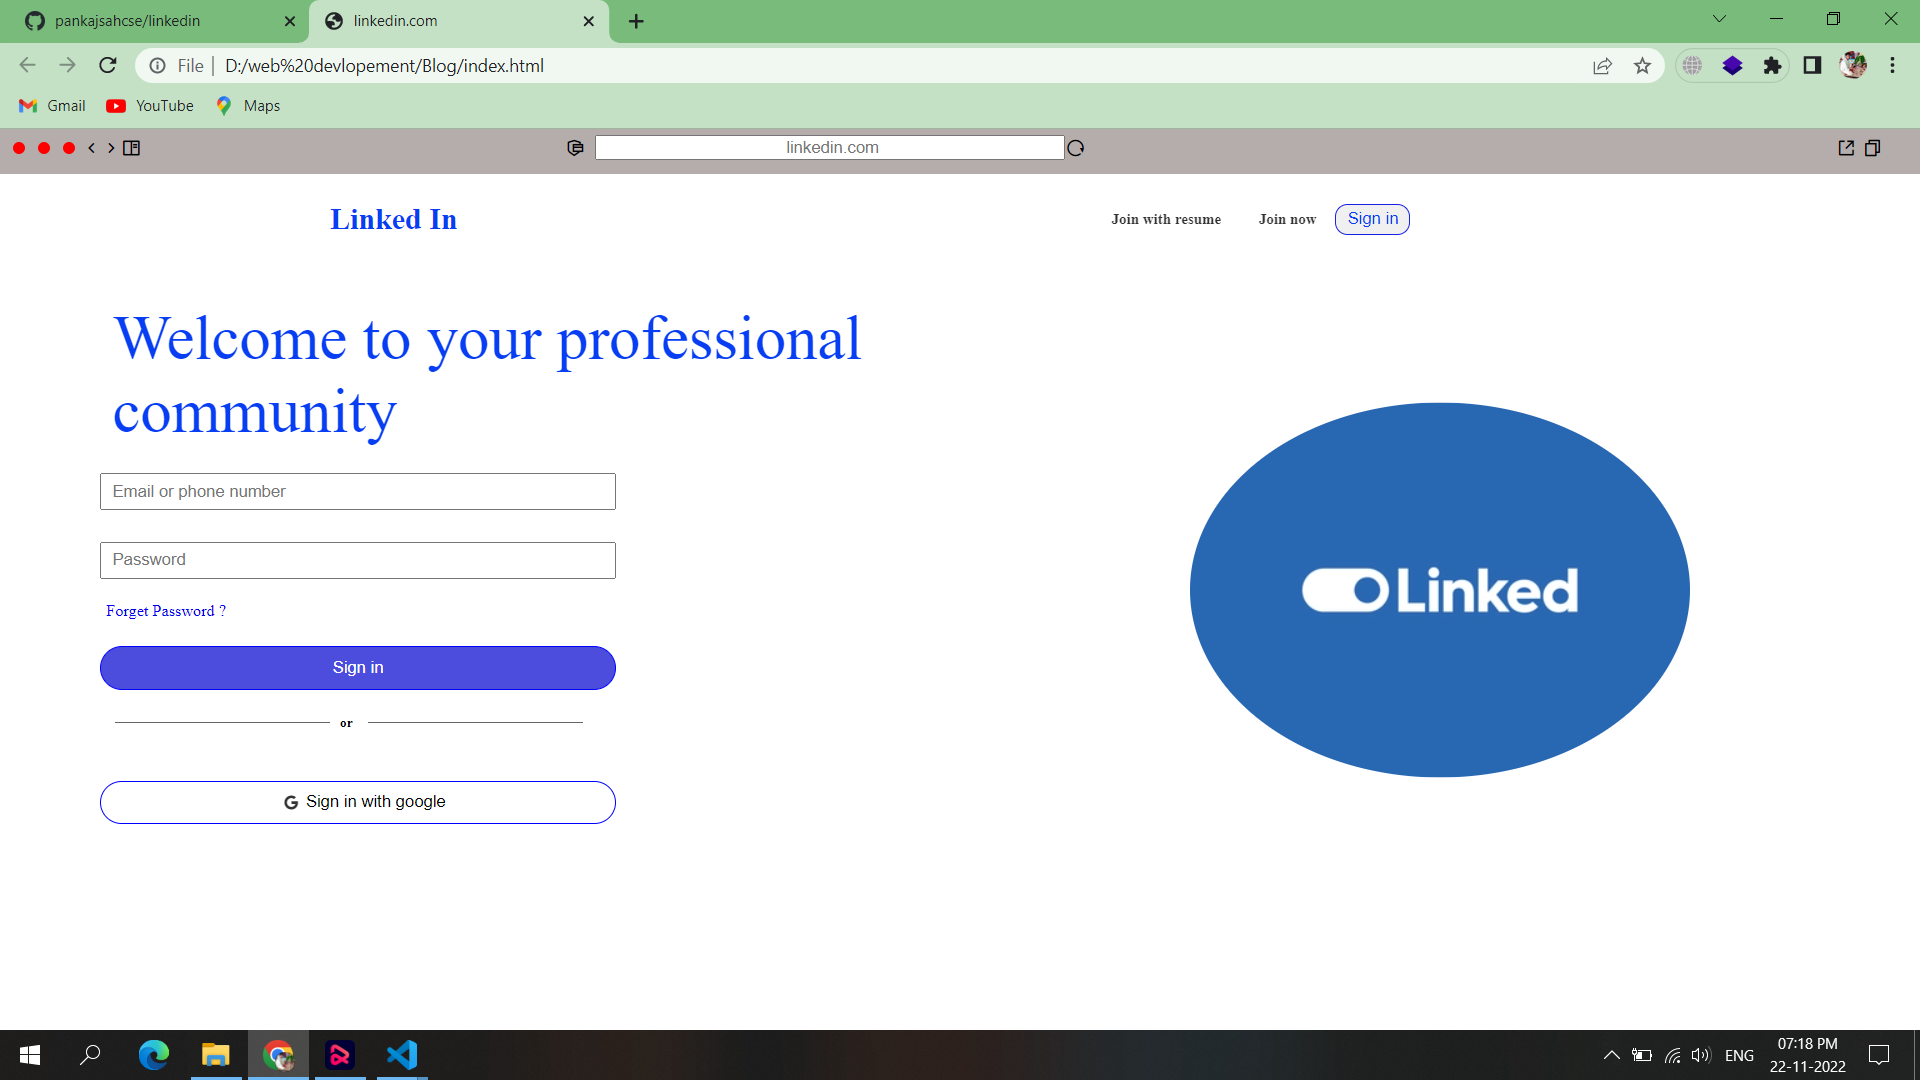 pankajsahcse/linkedin
linkedin.com
File
D:/web%20devlopement/Blog/index.html
Gmail
YouTube
Maps
linkedin.com
Linked In
Join with resume
Join now
Sign in
Welcome to your professional
community
Email or phone number
Password
Forget Password ?
Sign in
or
G Sign in with google
Linked
ENG
07:18 PM
22-11-2022